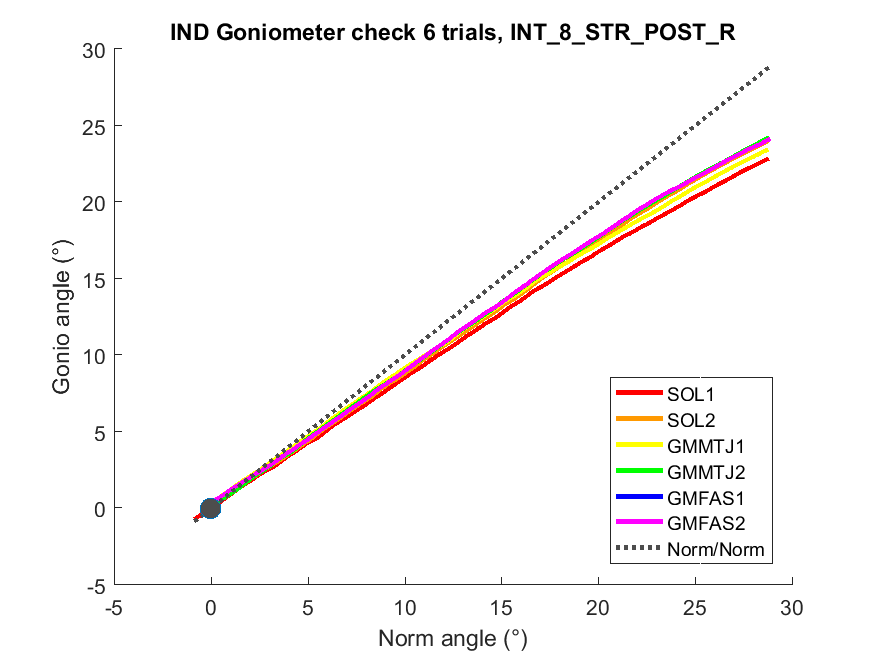 IND Goniometer check 6 trials, INT_8_STR_POST_R
30
25
20
15
10
5
0
-5
-5 0 5 10 15 20 25 30
Gonio angle (°)
Norm angle (°)
SOL1
SOL2
GMMTJ1
GMMTJ2
GMFAS1
GMFAS2
Norm/Norm